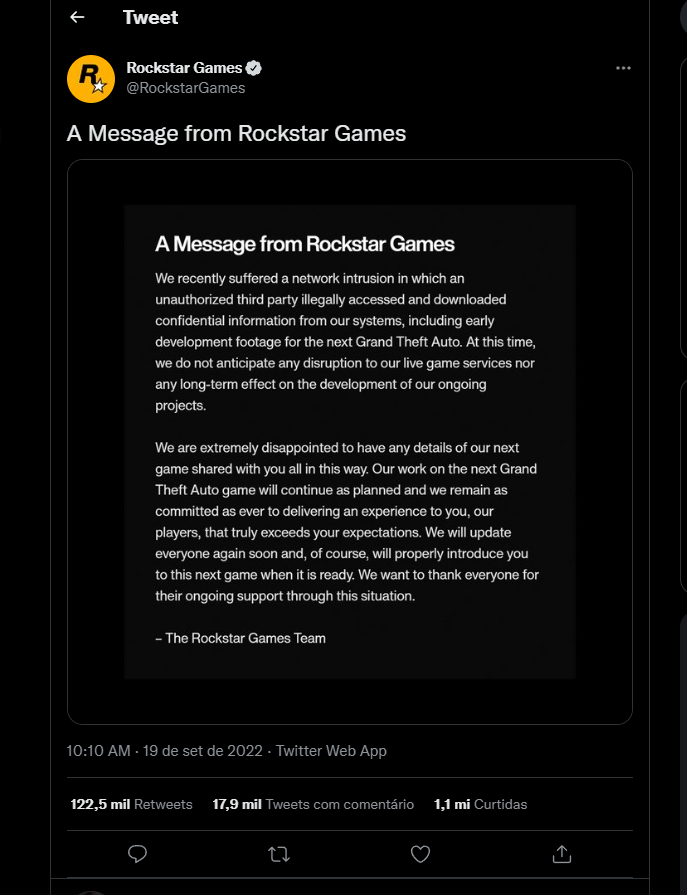 Tweet
Rockstar Games
@RockstarGames
A Message from Rockstar Games
A Message from Rockstar Games
We recently suffered a network intrusion in which an
unauthorized third party illegally accessed and downloaded
confidential information from our systems, including early
development footage for the next Grand Theft Auto. At this time,
we do not anticipate any disruption to our live game services nor
any long-term effect on the development of our ongoing
projects.
We are extremely disappointed to have any details of our next
game shared with you all in this way. Our work on the next Grand
Theft Auto game will continue as planned and we remain as
committed as ever to delivering an experience to you, our
players, that truly exceeds your expectations. We will update
everyone again soon and, of course, will properly introduce you
to this next game when it is ready. We want to thank everyone for
their ongoing support through this situation.
– The Rockstar Games Team
10:10 AM · 19 de set de 2022 · Twitter Web App
122,5 mil Retweets 17,9 mil Tweets com comentário 1,1 mi Curtidas